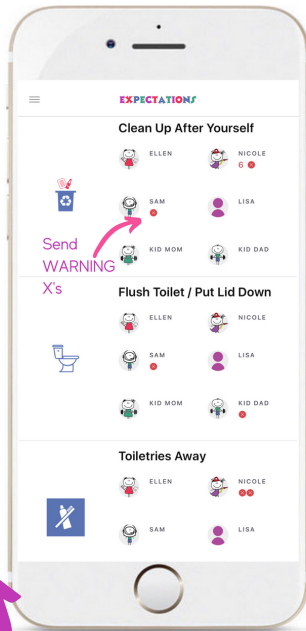 EXPECTATIONS
Clean Up After Yourself
ELLEN
NICOLE
6
SAM
LISA
KID MOM
KID DAD
Send
WARNING
X's
Flush Toilet / Put Lid Down
ELLEN
NICOLE
SAM
LISA
KID MOM
KID DAD
Toiletries Away
ELLEN
NICOLE
SAM
LISA